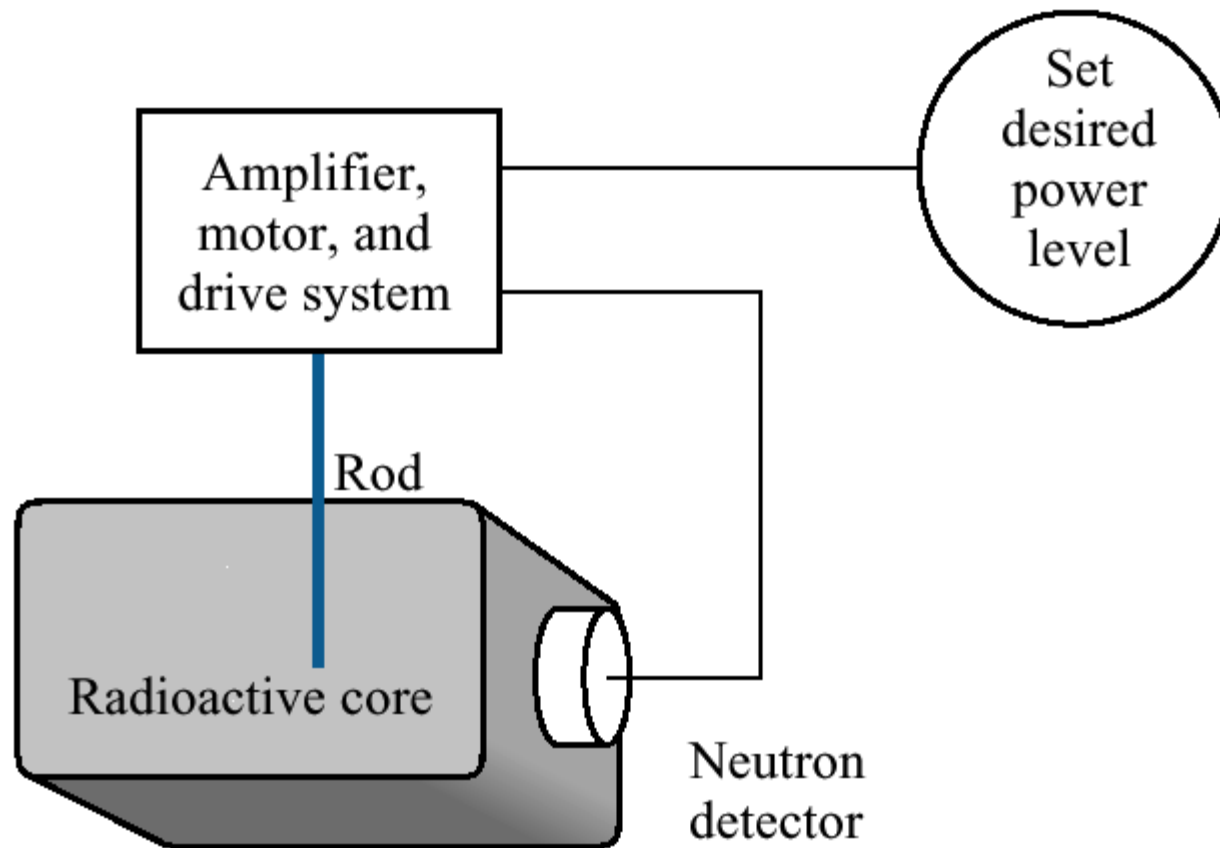 Set
desired
power
level
Amplifier,
motor, and
drive system
Rod
Radioactive core
Neutron
detector